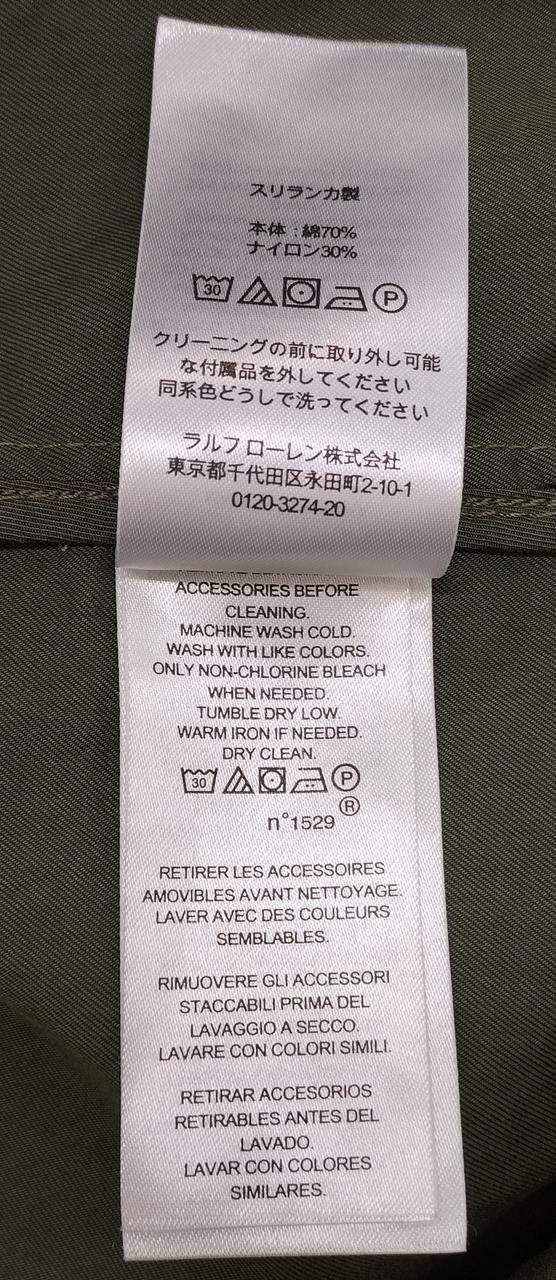 スリランカ製
本体 : 綿70%
ナイロン30%
30 P
クリーニングの前に取り外し可能
な付属品を外してください
同系色どうしで洗ってください
ラルフ ローレン株式会社
東京都千代田区永田町2-10-1
0120-3274-20
ACCESSORIES BEFORE
CLEANING.
MACHINE WASH COLD.
WASH WITH LIKE COLORS.
ONLY NON-CHLORINE BLEACH
WHEN NEEDED.
TUMBLE DRY LOW.
WARM IRON IF NEEDED.
DRY CLEAN.
30 P
n°1529 ®
RETIRER LES ACCESSOIRES
AMOVIBLES AVANT NETTOYAGE.
LAVER AVEC DES COULEURS
SEMBLABLES.
RIMUOVERE GLI ACCESSORI
STACCABILI PRIMA DEL
LAVAGGIO A SECCO.
LAVARE CON COLORI SIMILI.
RETIRAR ACCESORIOS
RETIRABLES ANTES DEL
LAVADO.
LAVAR CON COLORES
SIMILARES.